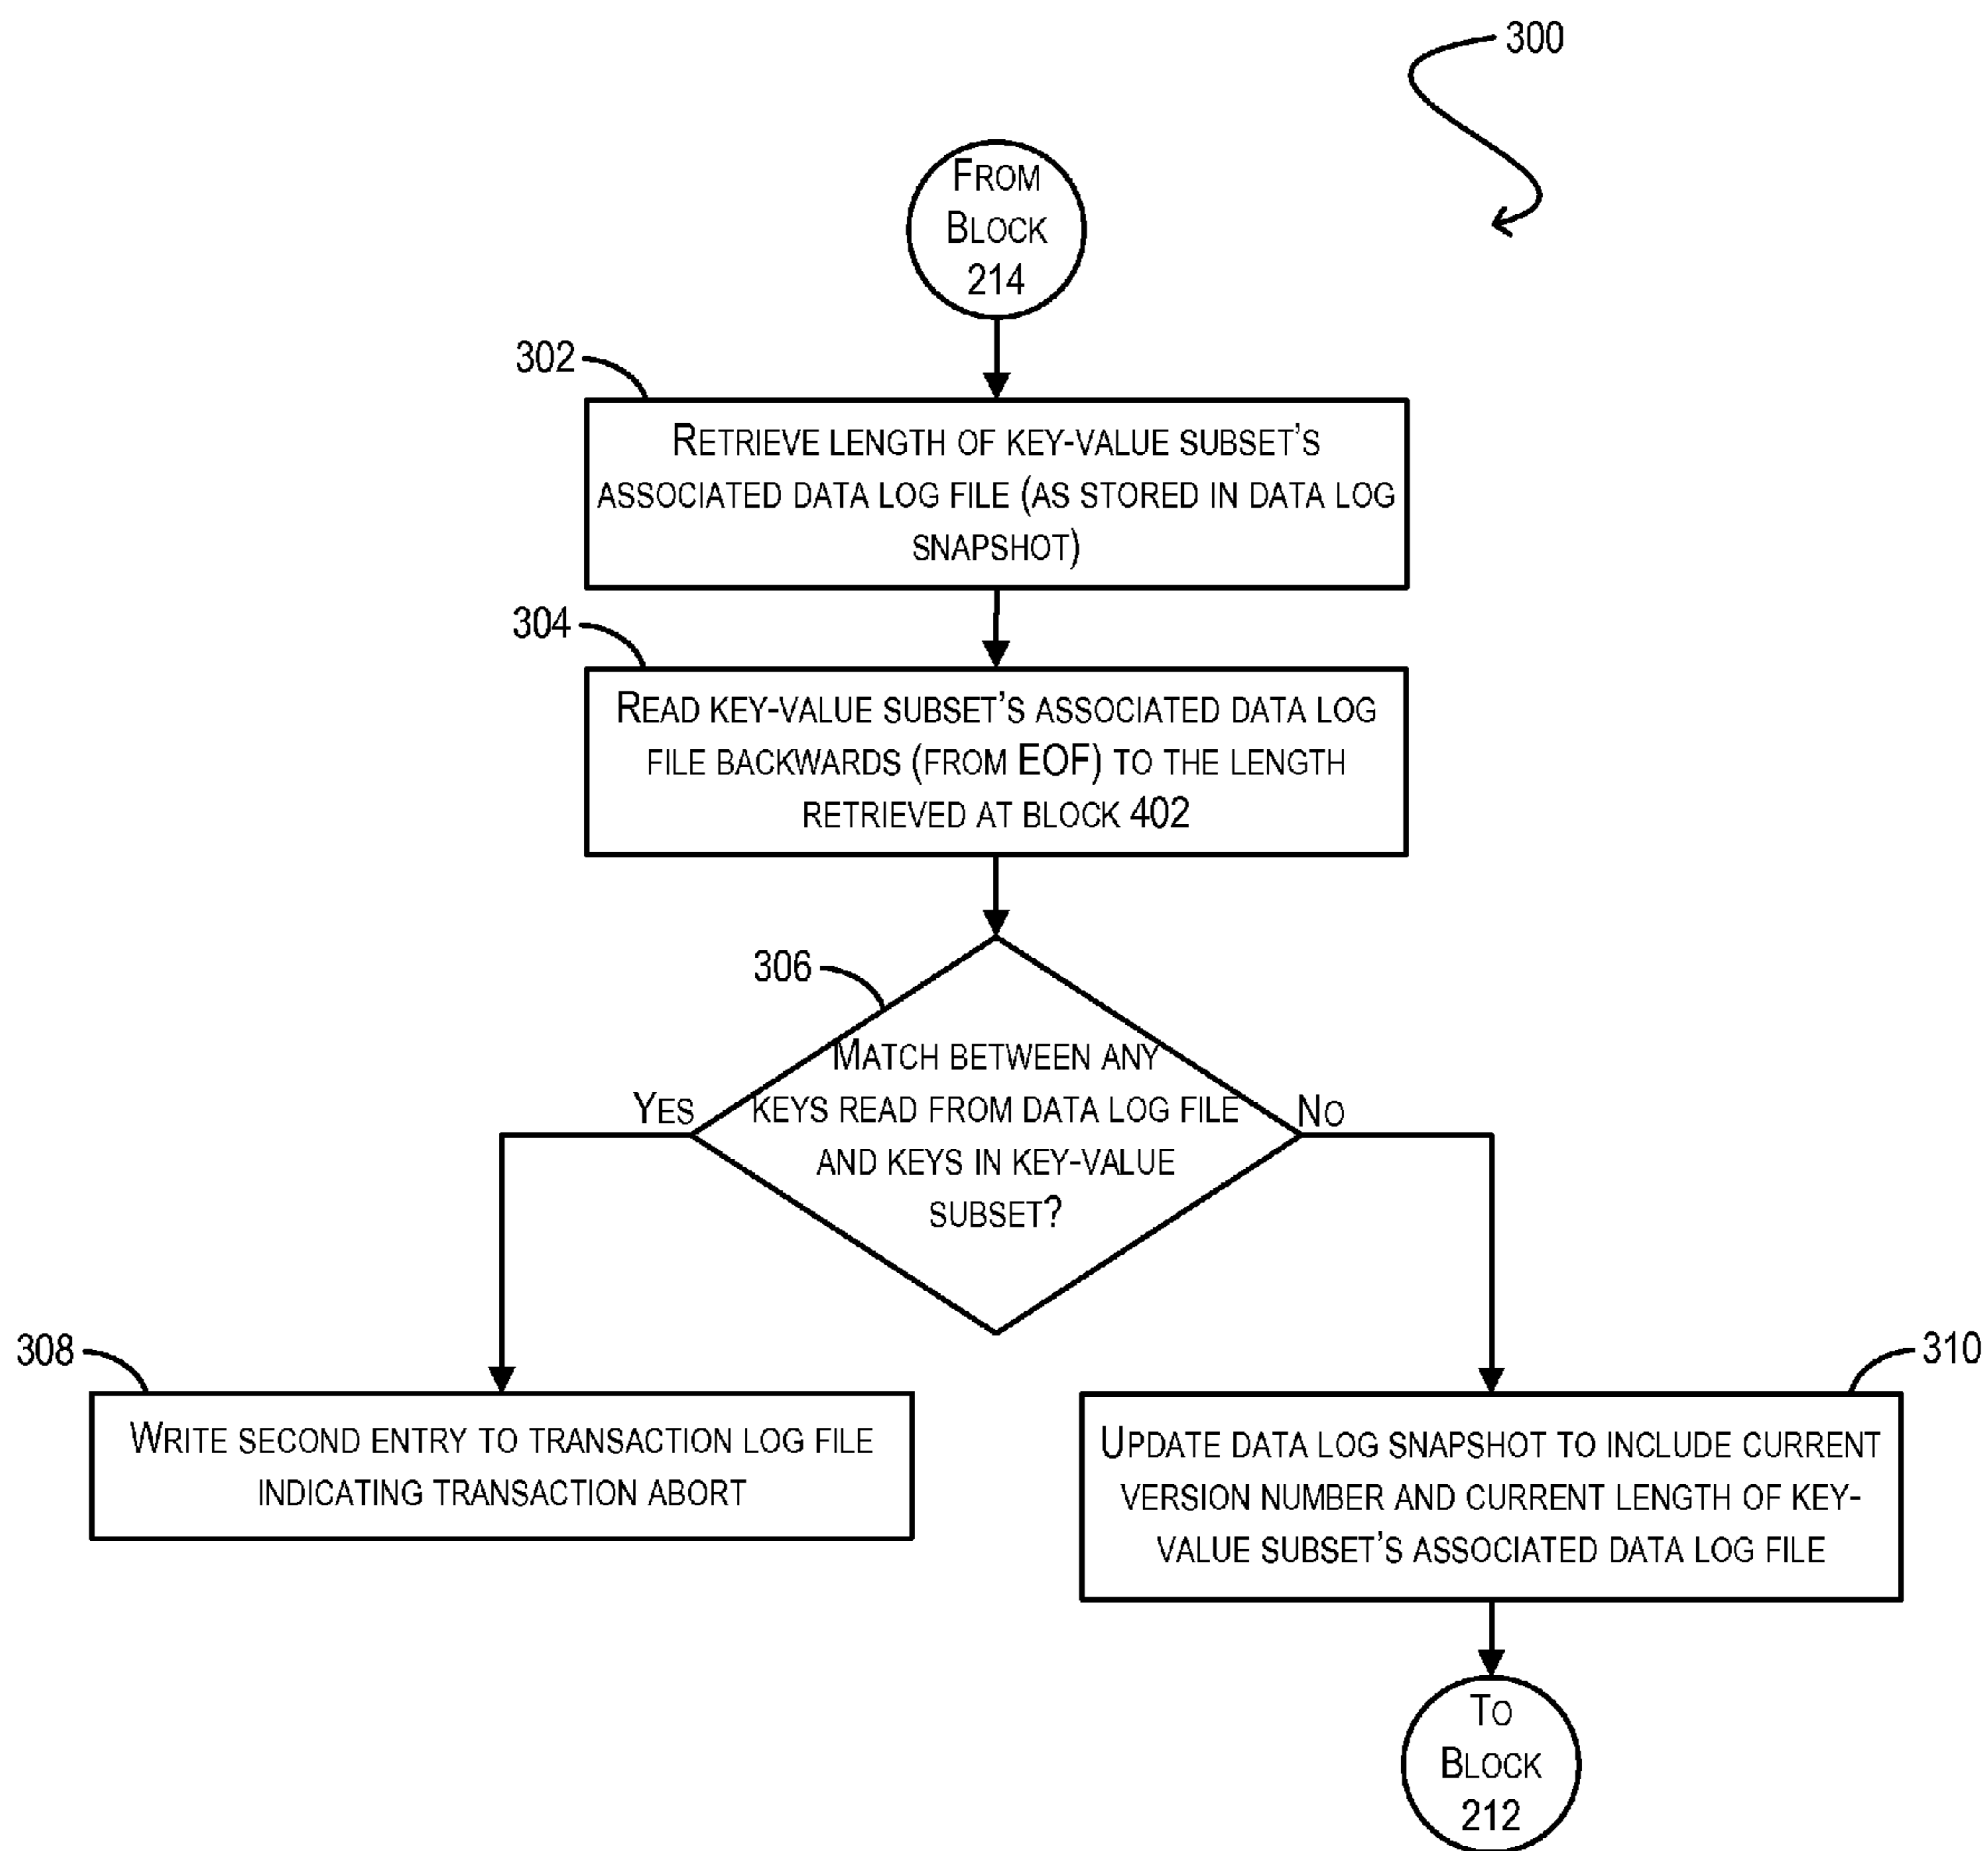 300
From
Block
214
302
Retrieve length of key-value subset's
associated data log file (as stored in data log
snapshot)
304
Read key-value subset's associated data log
file backwards (from EOF) to the length
retrieved at block 402
306
Match between any
keys read from data log file
and keys in key-value
subset?
Yes
No
308
Write second entry to transaction log file
indicating transaction abort
310
Update data log snapshot to include current
version number and current length of key-
value subset's associated data log file
To
Block
212